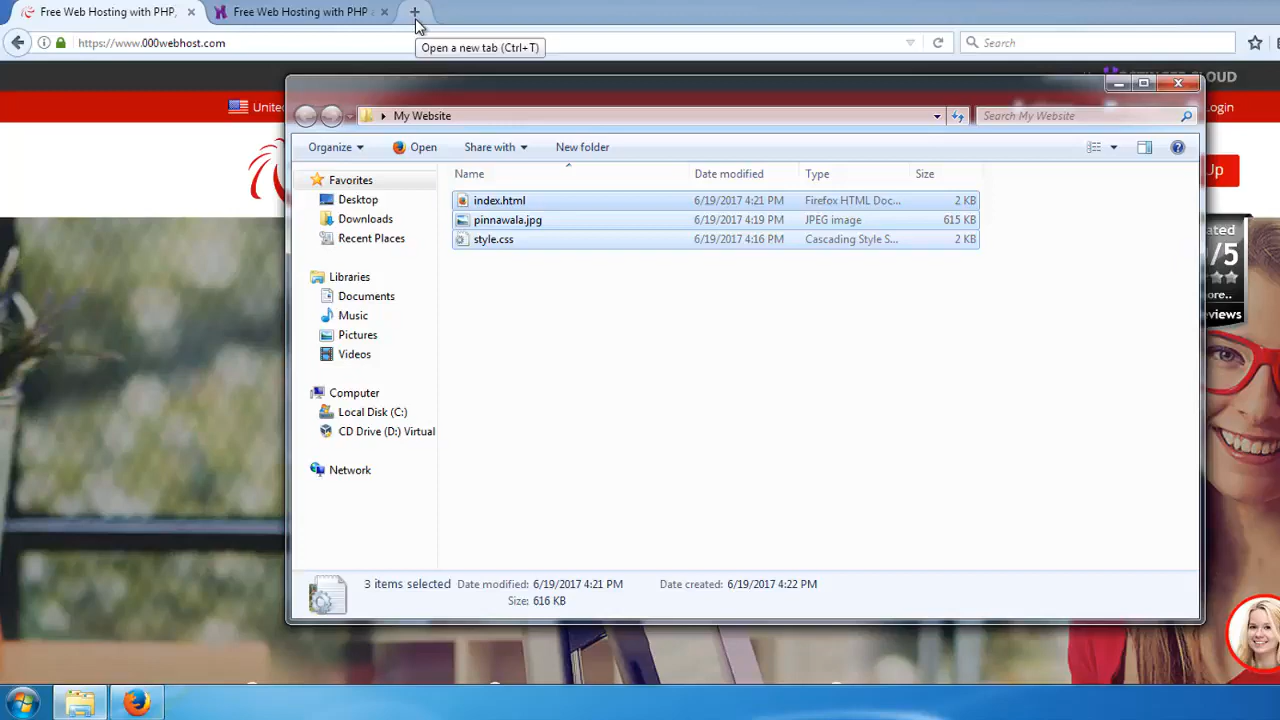 Free Web Hosting with PHP,
Free Web Hosting with PHP
https://www.000webhost.com
Search
Open a new tab (Ctrl+T)
CLOUD
United
Login
My Website
Search My Website
Organize
Open
Share with
New folder
Up
Name
Date modified
Type
Size
Favorites
Desktop
Downloads
Recent Places
index.html 6/19/2017 4:21 PM Firefox HTML Doc... 2 KB
pinnawala.jpg 6/19/2017 4:19 PM JPEG image 615 KB
style.css 6/19/2017 4:16 PM Cascading Style S... 2 KB
ated
/5
ore..
views
Libraries
Documents
Music
Pictures
Videos
Computer
Local Disk (C:)
CD Drive (D:) Virtual
Network
3 items selected Date modified: 6/19/2017 4:21 PM Date created: 6/19/2017 4:22 PM
Size: 616 KB